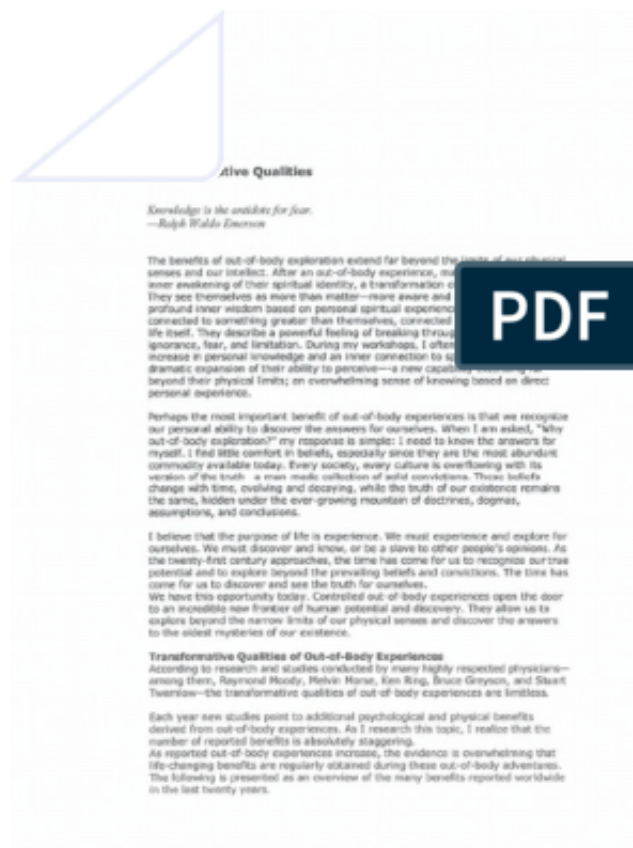 tive Qualities
Knowledge is the antidote for fear.
—Ralph Waldo Emerson
The benefits of out-of-body exploration extend far beyond the limits of our physical
senses and our intellect. After an out-of-body experience,
inner awakening of their spiritual identity, a transformation
They see themselves as more than matter—more aware and
profound inner wisdom based on personal spiritual experience
connected to something greater than themselves, connected
life itself. They describe a powerful feeling of breaking
ignorance, fear, and limitation. During my workshops, I often
increase in personal knowledge and an inner connection to
dramatic expansion of their ability to perceive—a new
beyond their physical limits; an overwhelming sense of knowing based on direct
personal experience.
PDF
Perhaps the most important benefit of out-of-body experiences is that we recognize
our personal ability to discover the answers for ourselves. When I am asked, "Why
out-of-body exploration?" my response is simple: I need to know the answers for
myself. I find little comfort in beliefs, especially since they are the most abundant
commodity available today. Every society, every culture is overflowing with its
version of the truth—a man-made collection of solid convictions. These beliefs
change with time, evolving and decaying, while the truth of our existence remains
the same, hidden under the ever-growing mountain of doctrines, dogmas,
assumptions, and conclusions.
I believe that the purpose of life is experience. We must experience and explore for
ourselves. We must discover and know, or be a slave to other people's opinions. As
the twenty-first century approaches, the time has come for us to recognize our true
potential and to explore beyond the prevailing beliefs and convictions. The time has
come for us to discover and see the truth for ourselves.
We have this opportunity today. Controlled out-of-body experiences open the door
to an incredible new frontier of human potential and discovery. They allow us to
explore beyond the narrow limits of our physical senses and discover the answers
to the oldest mysteries of our existence.
Transformative Qualities of Out-of-Body Experiences
According to research and studies conducted by many highly respected physicians—
among them, Raymond Moody, Melvin Morse, Ken Ring, Bruce Greyson, and Stuart
Twemlow—the transformative qualities of out-of-body experiences are limitless.
Each year new studies point to additional psychological and physical benefits
derived from out-of-body experiences. As I research this topic, I realize that the
number of reported benefits is absolutely staggering.
As reported out-of-body experiences increase, the evidence is overwhelming that
life-changing benefits are regularly obtained during these out-of-body adventures.
The following is presented as an overview of the many benefits reported worldwide
in the last twenty years.